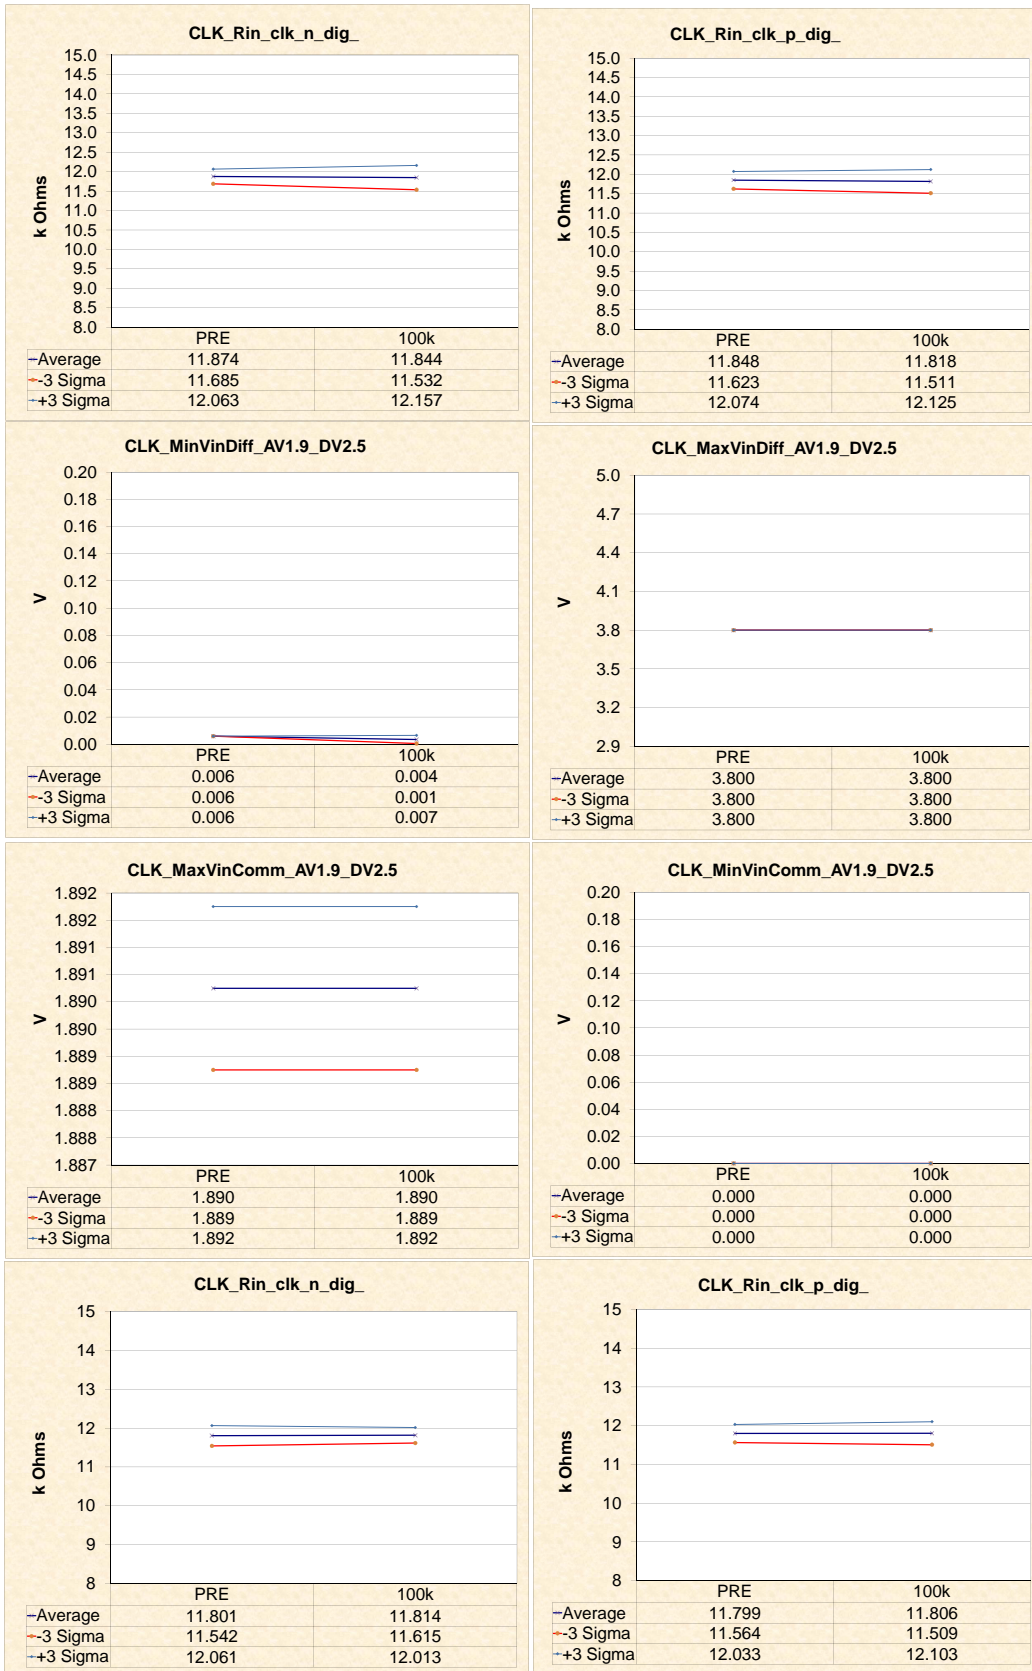 CLK_Rin_clk_n_dig_
15.0
14.5
14.0
13.5
13.0
12.5
12.0
11.5
11.0
10.5
10.0
9.5
9.0
8.5
8.0
k Ohms
PRE 100k
Average 11.874 11.844
-3 Sigma 11.685 11.532
+3 Sigma 12.063 12.157
CLK_Rin_clk_p_dig_
15.0
14.5
14.0
13.5
13.0
12.5
12.0
11.5
11.0
10.5
10.0
9.5
9.0
8.5
8.0
k Ohms
PRE 100k
Average 11.848 11.818
-3 Sigma 11.623 11.511
+3 Sigma 12.074 12.125
CLK_MinVinDiff_AV1.9_DV2.5
0.20
0.18
0.16
0.14
0.12
0.10
0.08
0.06
0.04
0.02
0.00
V
PRE 100k
Average 0.006 0.004
-3 Sigma 0.006 0.001
+3 Sigma 0.006 0.007
CLK_MaxVinDiff_AV1.9_DV2.5
5.0
4.7
4.4
4.1
3.8
3.5
3.2
2.9
V
PRE 100k
Average 3.800 3.800
-3 Sigma 3.800 3.800
+3 Sigma 3.800 3.800
CLK_MaxVinComm_AV1.9_DV2.5
1.892
1.892
1.891
1.891
1.890
1.890
1.889
1.889
1.888
1.888
1.887
V
PRE 100k
Average 1.890 1.890
-3 Sigma 1.889 1.889
+3 Sigma 1.892 1.892
CLK_MinVinComm_AV1.9_DV2.5
0.20
0.18
0.16
0.14
0.12
0.10
0.08
0.06
0.04
0.02
0.00
V
PRE 100k
Average 0.000 0.000
-3 Sigma 0.000 0.000
+3 Sigma 0.000 0.000
CLK_Rin_clk_n_dig_
15
14
13
12
11
10
9
8
k Ohms
PRE 100k
Average 11.801 11.814
-3 Sigma 11.542 11.615
+3 Sigma 12.061 12.013
CLK_Rin_clk_p_dig_
15
14
13
12
11
10
9
8
k Ohms
PRE 100k
Average 11.799 11.806
-3 Sigma 11.564 11.509
+3 Sigma 12.033 12.103